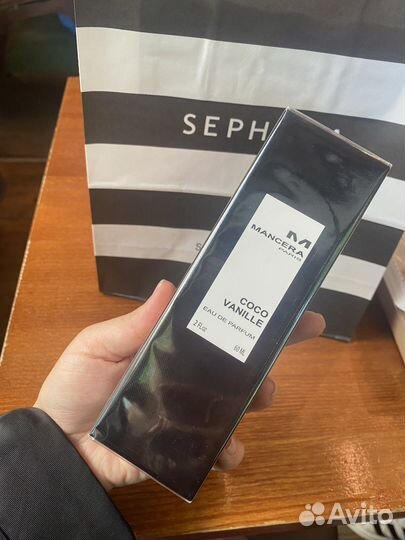 SEPH
S
M
MANCERA
PARIS
COCO
VANILLE
EAU DE PARFUM
2 Fl.oz 60 ML
Avito